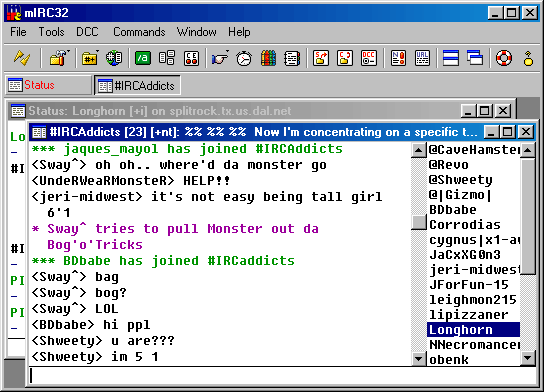 mIRC32
File Tools DCC Commands Window Help
Status #IRCAddicts
Status: Longhorn [+i] on splitrock.tx.us.dal.net
#IRCAddicts [23] [+nt]: %% %% %% Now I'm concentrating on a specific t...
*** jaques_mayol has joined #IRCAddicts
<Sway^> oh oh.. where'd da monster go
<UndeRWeaRMonsteR> HELP!!
<jeri-midwest> it's not easy being tall girl
6'1
* Sway^ tries to pull Monster out da
Bog'o'Tricks
*** BDbabe has joined #IRCaddicts
<Sway^> bag
<Sway^> bog?
<Sway^> LOL
<BDbabe> hi ppl
<Shweety> u are???
<Shweety> im 5 1
@CaveHamster
@Revo
@Shweety
@|Gizmo|
BDbabe
Corrodias
cygnus|x1-aw
JaCxXG0n3
jeri-midwest
JForFun-15
leighmon215
lipizzaner
Longhorn
NNecromancer
obenk